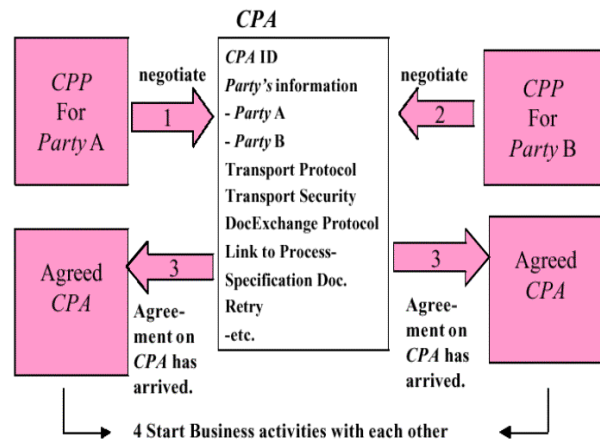 CPA
CPP
For
Party A
negotiate
1
CPA ID
Party's information
- Party A
- Party B
Transport Protocol
Transport Security
DocExchange Protocol
Link to Process-
Specification Doc.
Retry
-etc.
negotiate
2
CPP
For
Party B
Agreed
CPA
3
Agree-
ment on
CPA has
arrived.
3
Agreement on
CPA has
arrived.
Agreed
CPA
4 Start Business activities with each other